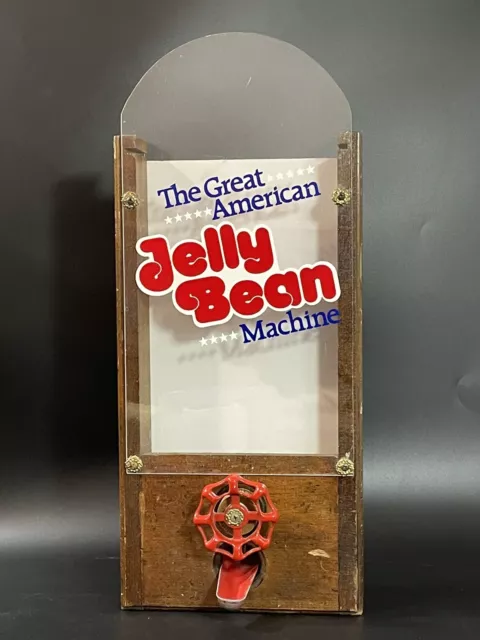 The Great
American
Jelly
Bean
Machine